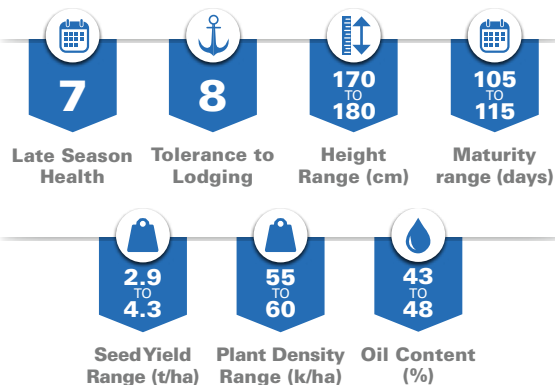 7
8
170
TO
180
105
TO
115
Late Season
Health
Tolerance to
Lodging
Height
Range (cm)
Maturity
range (days)
2.9
TO
4.3
55
TO
60
43
TO
48
Seed Yield
Range (t/ha)
Plant Density
Range (k/ha)
Oil Content
(%)